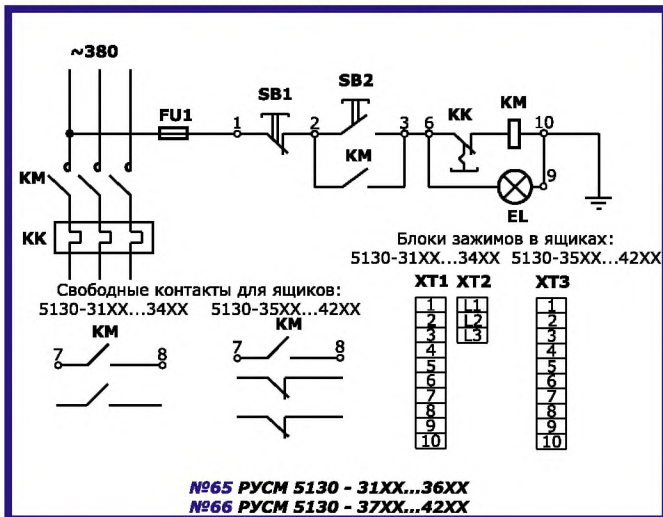 ~380
FU1
SB1
SB2
KK
KM
1
2
3
6
10
KM
9
EL
KM
KK
Блоки зажимов в ящиках:
5130-31XX...34XX 5130-35XX...42XX
Свободные контакты для ящиков:
5130-31XX...34XX 5130-35XX...42XX
KM
7
8
KM
7
8
XT1 XT2 XT3
1 L1 1
2 L2 2
3 L3 3
4 4
5 5
6 6
7 7
8 8
9 9
10 10
№65 РУСМ 5130 - 31XX...36XX
№66 РУСМ 5130 - 37XX...42XX